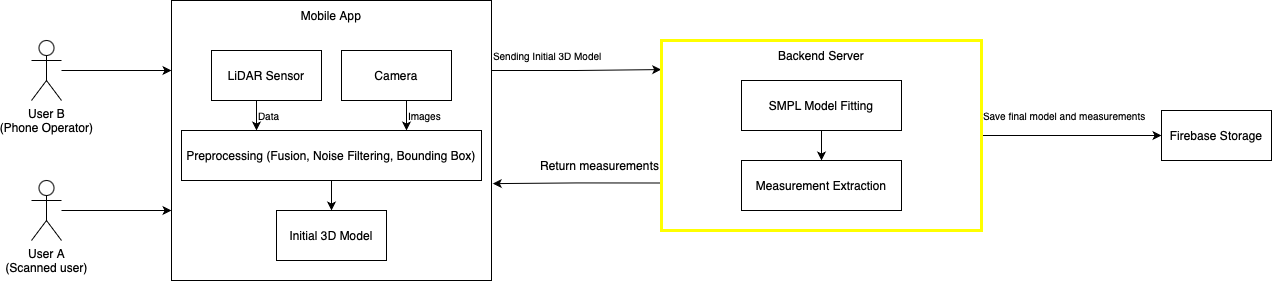 Mobile App
User B
(Phone Operator)
User A
(Scanned user)
LiDAR Sensor
Camera
Data
Images
Preprocessing (Fusion, Noise Filtering, Bounding Box)
Initial 3D Model
Sending Initial 3D Model
Return measurements
Backend Server
SMPL Model Fitting
Measurement Extraction
Save final model and measurements
Firebase Storage